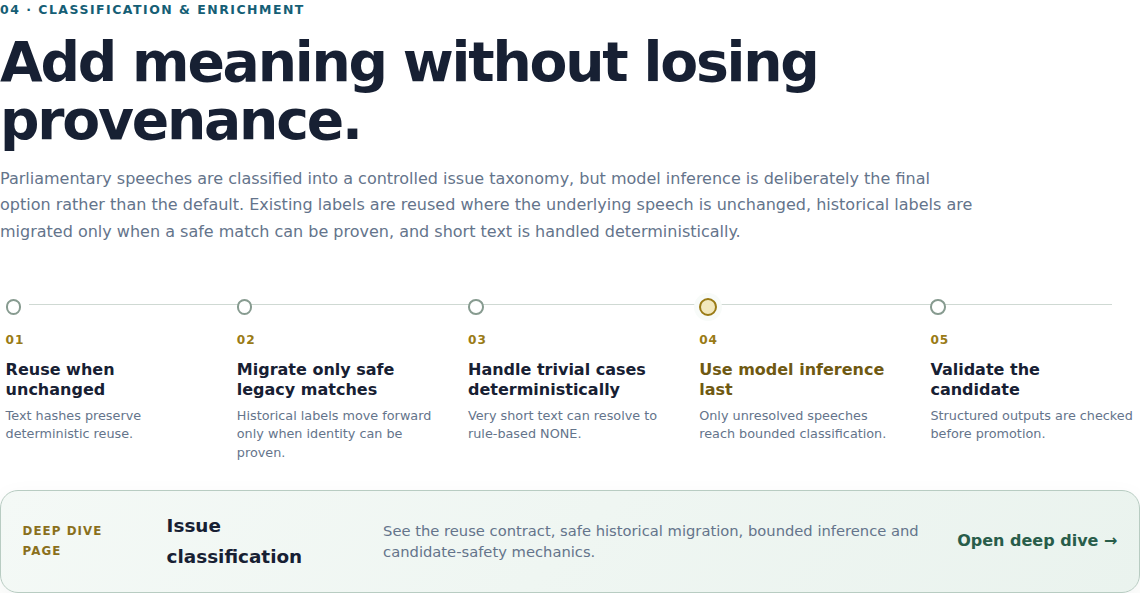 04 · CLASSIFICATION & ENRICHMENT
Add meaning without losing
provenance.
Parliamentary speeches are classified into a controlled issue taxonomy, but model inference is deliberately the final
option rather than the default. Existing labels are reused where the underlying speech is unchanged, historical labels are
migrated only when a safe match can be proven, and short text is handled deterministically.
01
Reuse when
unchanged
Text hashes preserve
deterministic reuse.
02
Migrate only safe
legacy matches
Historical labels move forward
only when identity can be
proven.
03
Handle trivial cases
deterministically
Very short text can resolve to
rule-based NONE.
04
Use model inference
last
Only unresolved speeches
reach bounded classification.
05
Validate the
candidate
Structured outputs are checked
before promotion.
DEEP DIVE
PAGE
Issue
classification
See the reuse contract, safe historical migration, bounded inference and
candidate-safety mechanics.
Open deep dive →